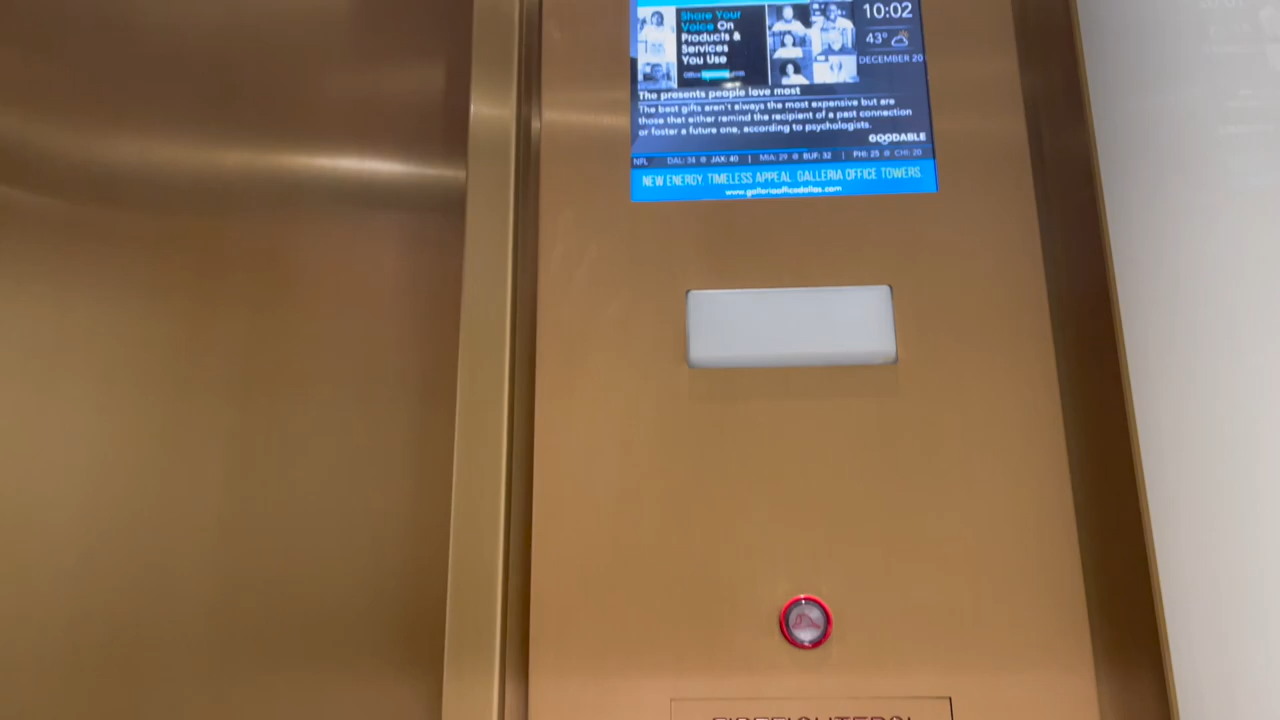 Share Your
Voice On
Products &
Services
You Use
10:02
43°
DECEMBER 20
The presents people love most
The best gifts aren't always the most expensive but are
those that either remind the recipient of a past connection
or foster a future one, according to psychologists.
GOODABLE
NFL DAL: 34 @ JAX: 40 | MIA: 29 @ BUF: 32 | PHI: 25 @ CHI: 20
NEW ENERGY. TIMELESS APPEAL. GALLERIA OFFICE TOWERS.
www.galleriaofficedallas.com